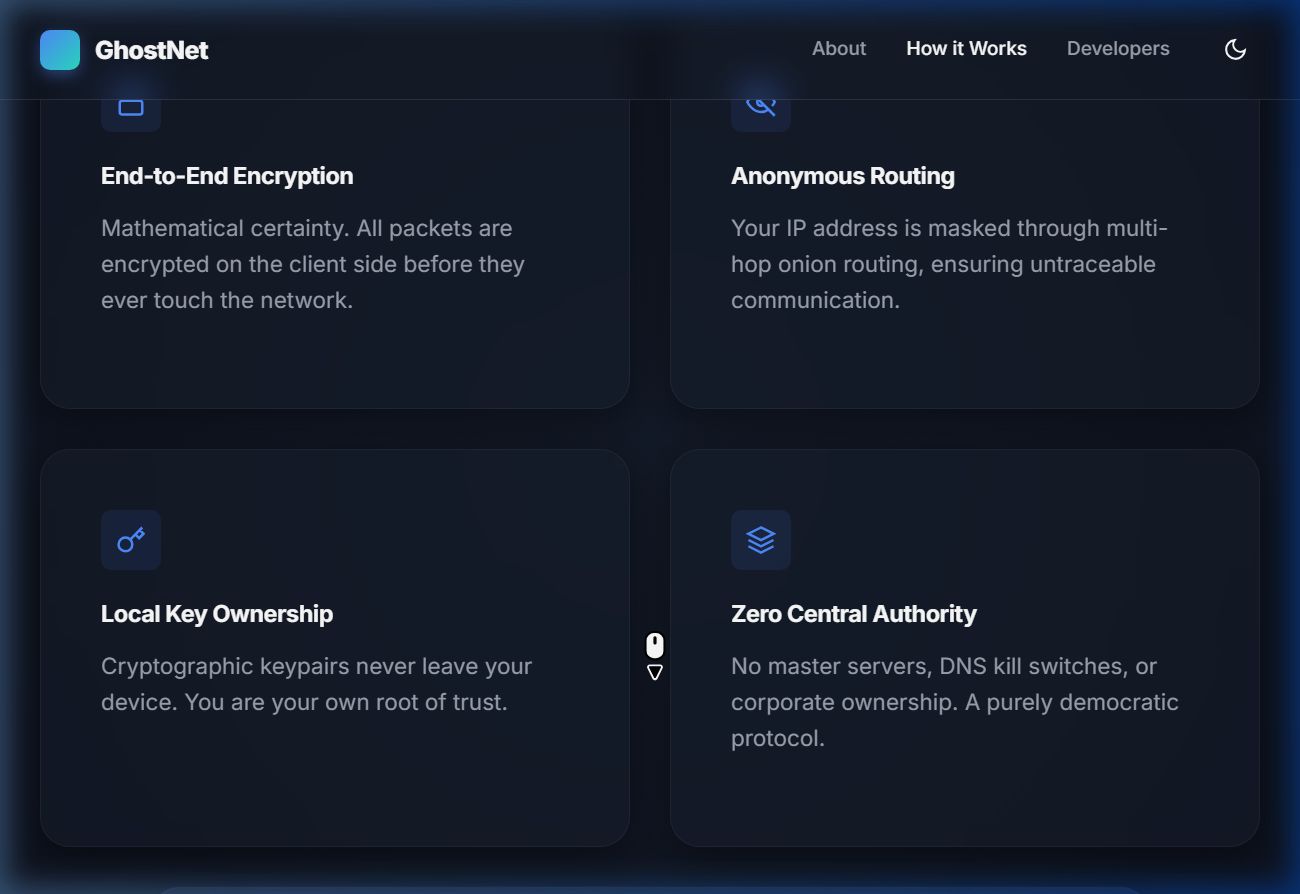 GhostNet
About
How it Works
Developers
End-to-End Encryption
Mathematical certainty. All packets are
encrypted on the client side before they
ever touch the network.
Anonymous Routing
Your IP address is masked through multi-
hop onion routing, ensuring untraceable
communication.
Local Key Ownership
Cryptographic keypairs never leave your
device. You are your own root of trust.
Zero Central Authority
No master servers, DNS kill switches, or
corporate ownership. A purely democratic
protocol.